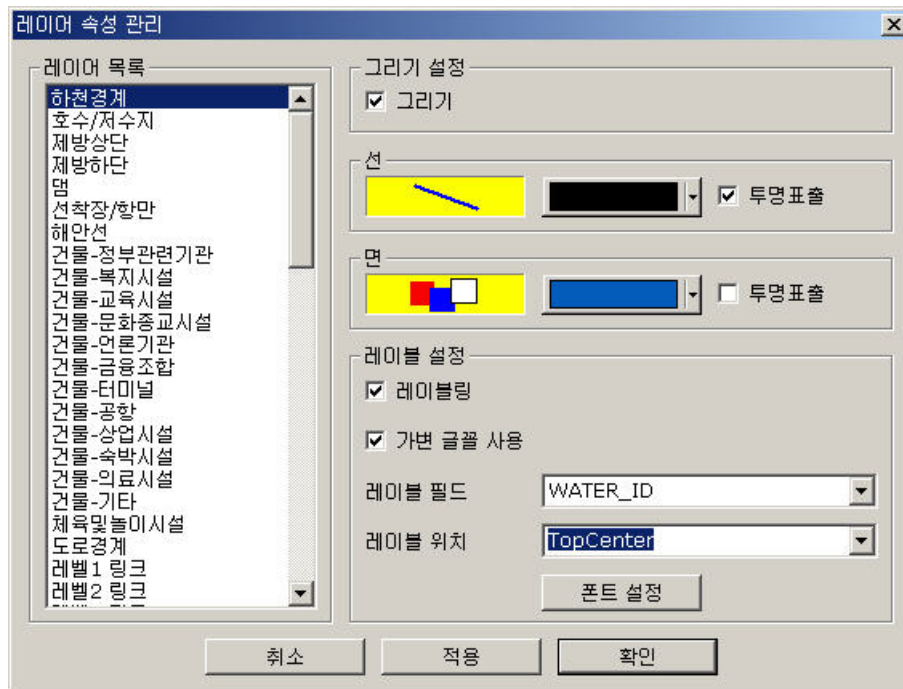 레이어 속성 관리
레이어 목록
하천경계
호수/저수지
제방상단
제방하단
댐
선착장/항만
해안선
건물-정부관련기관
건물-복지시설
건물-교육시설
건물-문화종교시설
건물-언론기관
건물-금융조합
건물-터미널
건물-공항
건물-상업시설
건물-숙박시설
건물-의료시설
건물-기타
체육및놀이시설
도로경계
레벨1 링크
레벨2 링크
그리기 설정
그리기
선
투명표출
면
투명표출
레이블 설정
레이블링
가변 글꼴 사용
레이블 필드 WATER_ID
레이블 위치 TopCenter
폰트 설정
취소 적용 확인